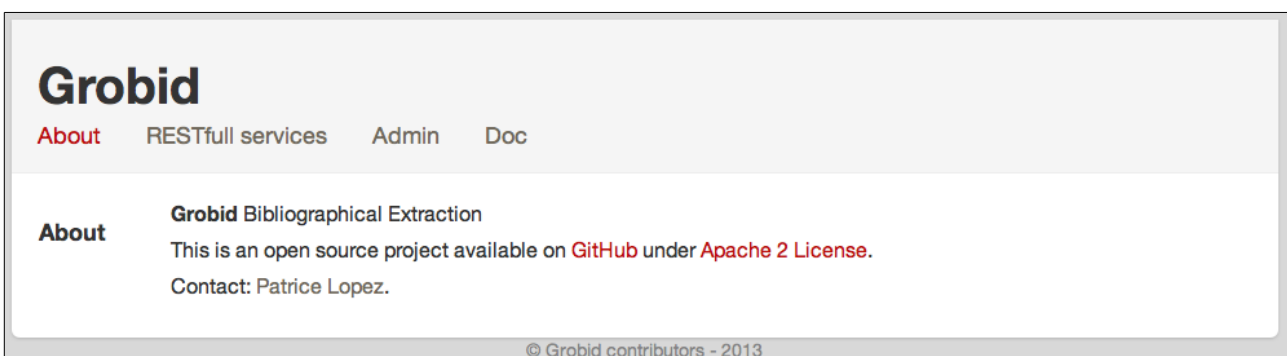 Grobid
About RESTfull services Admin Doc
About
Grobid Bibliographical Extraction
This is an open source project available on GitHub under Apache 2 License.
Contact: Patrice Lopez.
© Grobid contributors - 2013